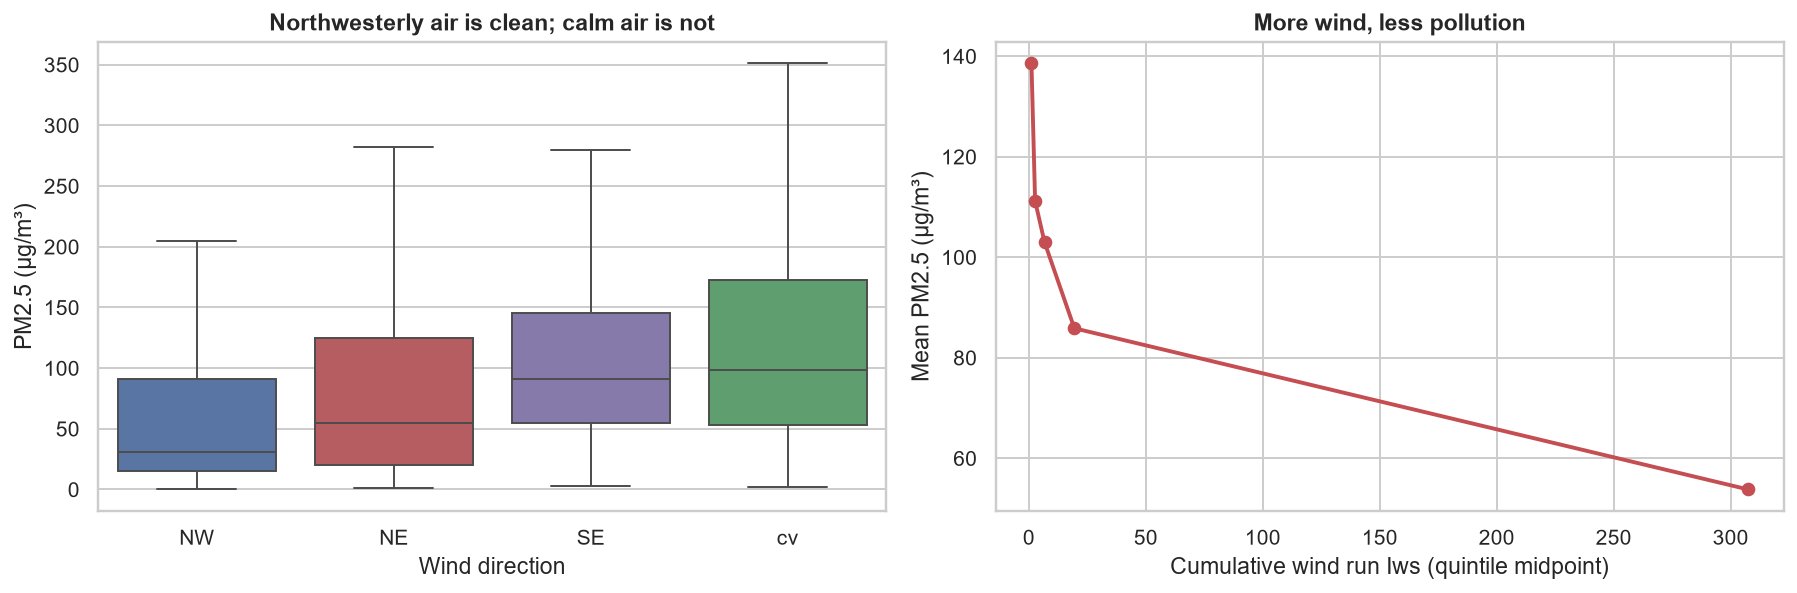 Northwesterly air is clean; calm air is not
PM2.5 (µg/m³)
350
300
250
200
150
100
50
0
NW NE SE cv
Wind direction
More wind, less pollution
Mean PM2.5 (µg/m³)
140
120
100
80
60
0 50 100 150 200 250 300
Cumulative wind run Iws (quintile midpoint)